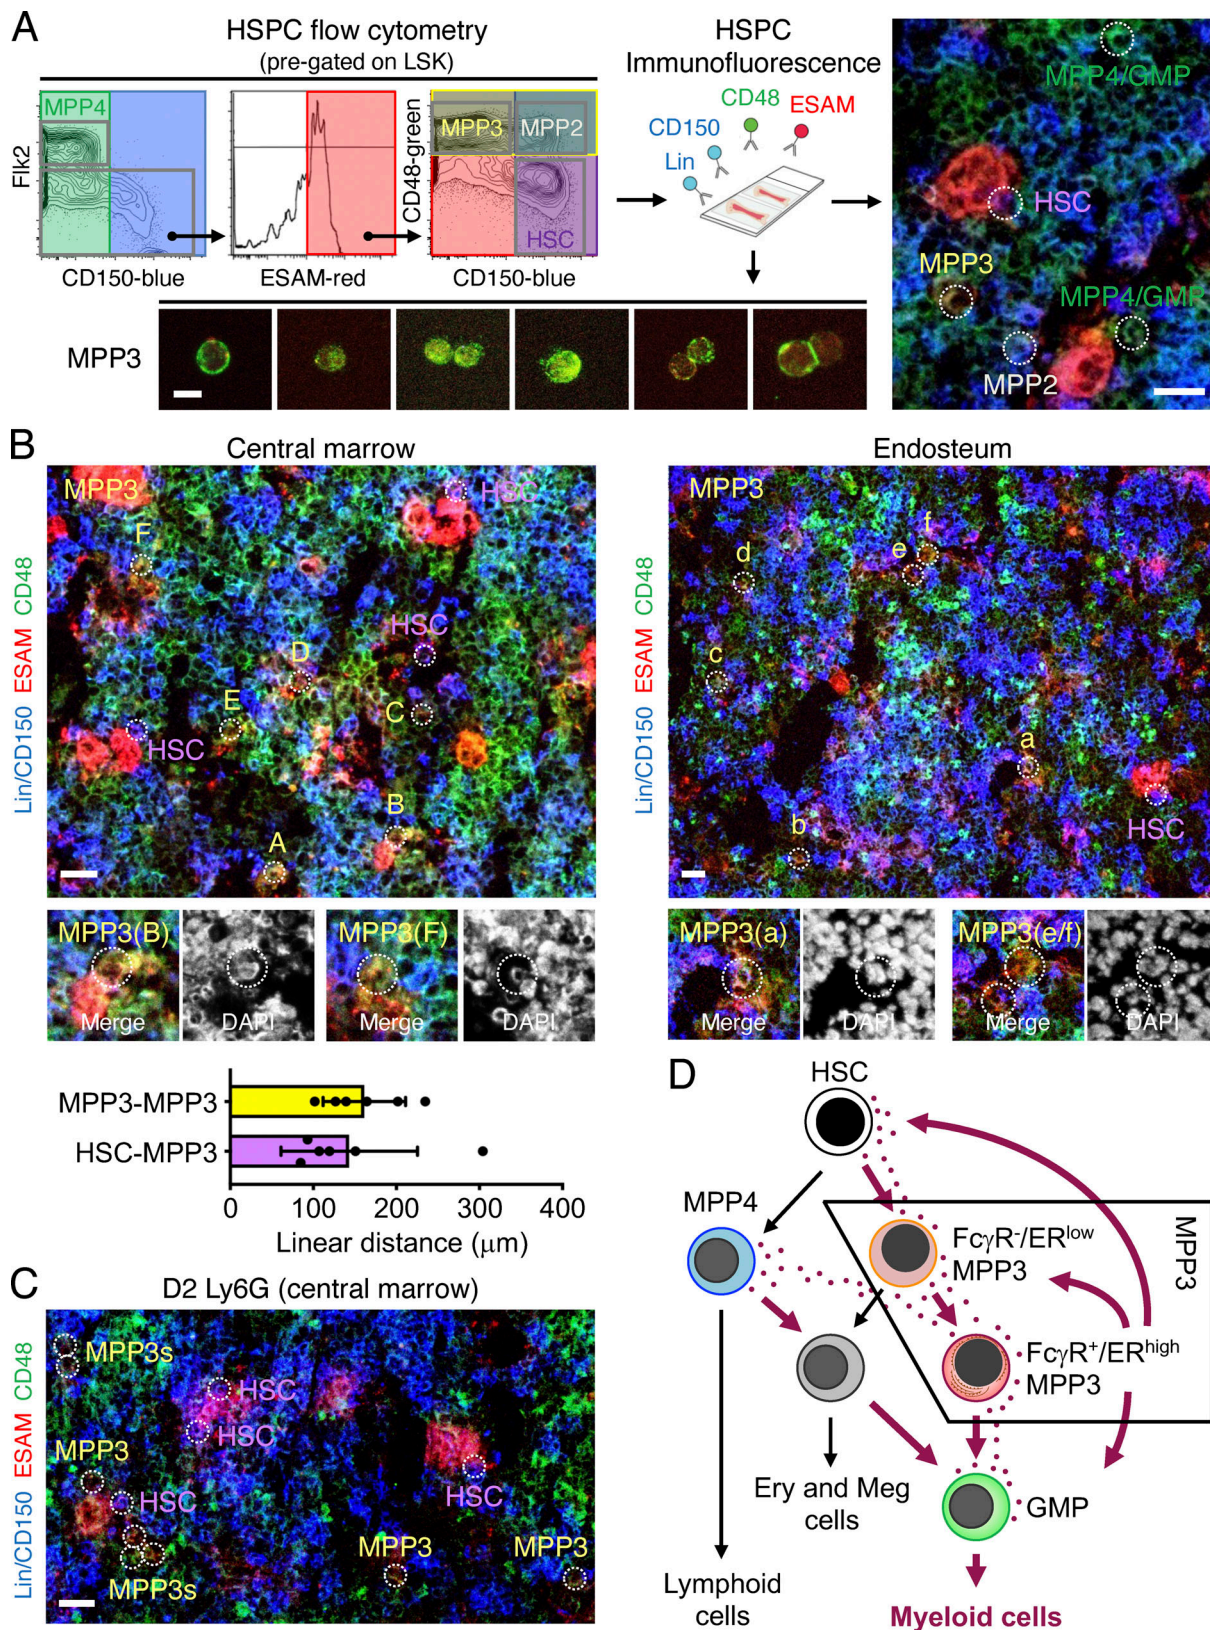 A
HSPC flow cytometry
(pre-gated on LSK)
MPP4
Flk2
CD150-blue
ESAM-red
CD48-green
MPP3
MPP2
HSC
CD150-blue
HSPC
Immunofluorescence
CD48
ESAM
CD150
Lin
MPP4/GMP
HSC
MPP3
MPP4/GMP
MPP2
MPP3
B
Central marrow
Lin/CD150 ESAM CD48
MPP3
HSC
F
HSC
D
E
C
HSC
B
A
MPP3(B)
Merge
DAPI
MPP3(F)
Merge
DAPI
Endosteum
Lin/CD150 ESAM CD48
MPP3
f
e
d
c
a
b
HSC
MPP3(a)
Merge
DAPI
MPP3(e/f)
Merge
DAPI
MPP3-MPP3
HSC-MPP3
0 100 200 300 400
Linear distance (μm)
C
D2 Ly6G (central marrow)
Lin/CD150 ESAM CD48
MPP3s
HSC
HSC
MPP3
HSC
HSC
MPP3s
MPP3
MPP3
D
HSC
MPP4
FcγR⁻/ER^low
MPP3
MPP3
FcγR⁺/ER^high
MPP3
Ery and Meg
cells
GMP
Lymphoid
cells
Myeloid cells